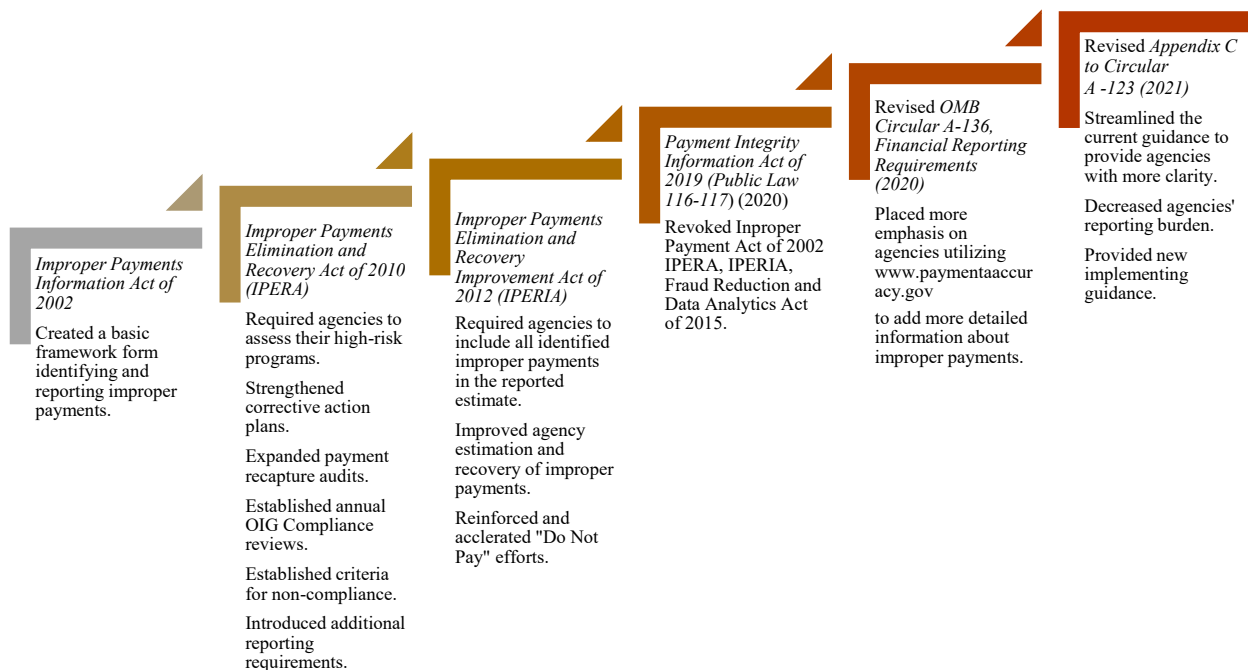 Improper Payments
Information Act of
2002
Created a basic
framework form
identifying and
reporting improper
payments.
Improper Payments
Elimination and
Recovery Act of 2010
(IPERA)
Required agencies to
assess their high-risk
programs.
Strengthened
corrective action
plans.
Expanded payment
recapture audits.
Established annual
OIG Compliance
reviews.
Established criteria
for non-compliance.
Introduced additional
reporting
requirements.
Improper Payments
Elimination and
Recovery
Improvement Act of
2012 (IPERIA)
Required agencies to
include all identified
improper payments
in the reported
estimate.
Improved agency
estimation and
recovery of improper
payments.
Reinforced and
acclerated "Do Not
Pay" efforts.
Payment Integrity
Information Act of
2019 (Public Law
116-117) (2020)
Revoked Inproper
Payment Act of 2002
IPERA, IPERIA,
Fraud Reduction and
Data Analytics Act
of 2015.
Revised OMB
Circular A-136,
Financial Reporting
Requirements
(2020)
Placed more
emphasis on
agencies utilizing
www.paymentaaccur
acy.gov
to add more detailed
information about
improper payments.
Revised Appendix C
to Circular
A -123 (2021)
Streamlined the
current guidance to
provide agencies
with more clarity.
Decreased agencies'
reporting burden.
Provided new
implementing
guidance.